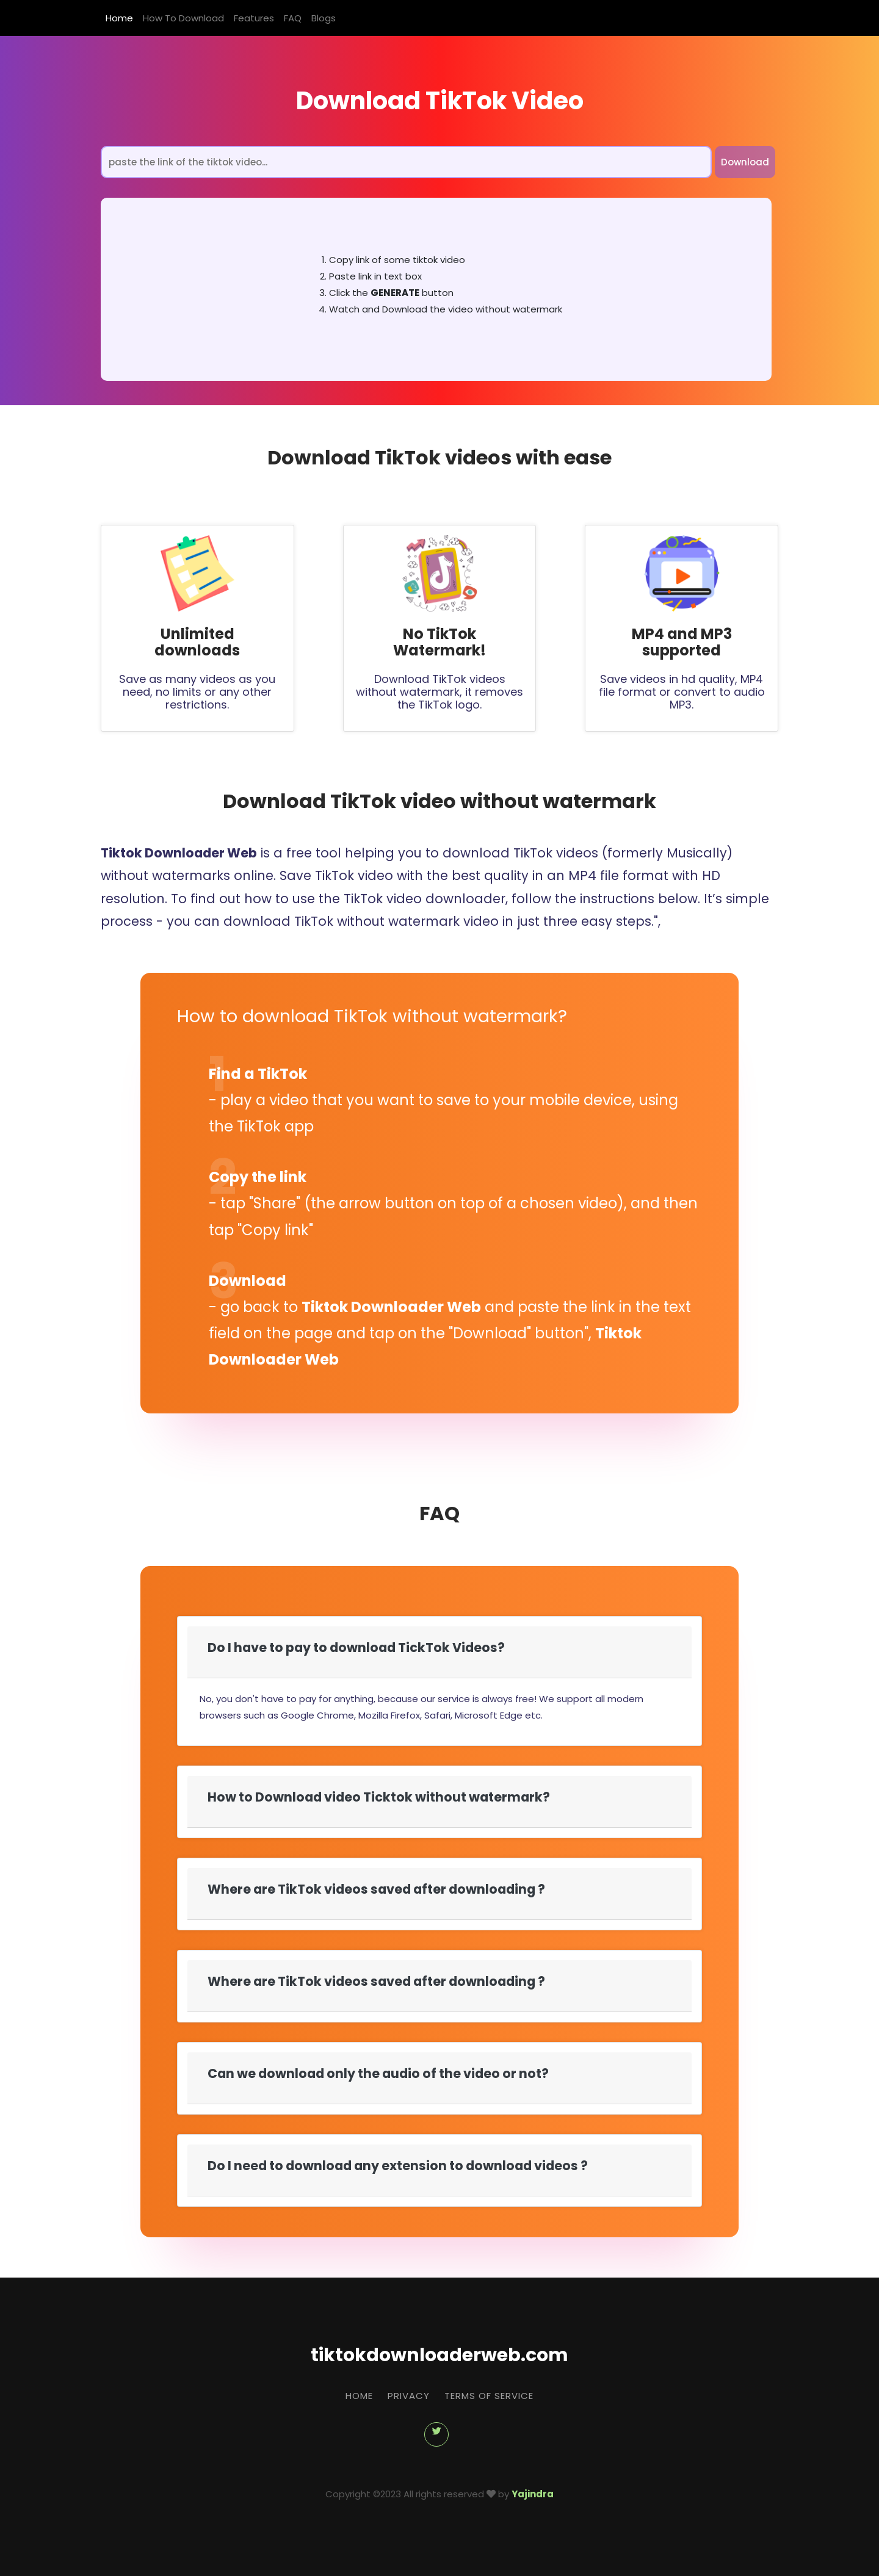 Home How To Download Features FAQ Blogs
Download TikTok Video
paste the link of the tiktok video... Download
1. Copy link of some tiktok video
2. Paste link in text box
3. Click the GENERATE button
4. Watch and Download the video without watermark
Download TikTok videos with ease
Unlimited
downloads
Save as many videos as you
need, no limits or any other
restrictions.
No TikTok
Watermark!
Download TikTok videos
without watermark, it removes
the TikTok logo.
MP4 and MP3
supported
Save videos in hd quality, MP4
file format or convert to audio
MP3.
Download TikTok video without watermark
Tiktok Downloader Web is a free tool helping you to download TikTok videos (formerly Musically)
without watermarks online. Save TikTok video with the best quality in an MP4 file format with HD
resolution. To find out how to use the TikTok video downloader, follow the instructions below. It’s simple
process - you can download TikTok without watermark video in just three easy steps.",
How to download TikTok without watermark?
1
Find a TikTok
- play a video that you want to save to your mobile device, using
the TikTok app
2
Copy the link
- tap "Share" (the arrow button on top of a chosen video), and then
tap "Copy link"
3
Download
- go back to Tiktok Downloader Web and paste the link in the text
field on the page and tap on the "Download" button", Tiktok
Downloader Web
FAQ
Do I have to pay to download TickTok Videos?
No, you don't have to pay for anything, because our service is always free! We support all modern
browsers such as Google Chrome, Mozilla Firefox, Safari, Microsoft Edge etc.
How to Download video Ticktok without watermark?
Where are TikTok videos saved after downloading ?
Where are TikTok videos saved after downloading ?
Can we download only the audio of the video or not?
Do I need to download any extension to download videos ?
tiktokdownloaderweb.com
HOME PRIVACY TERMS OF SERVICE
Copyright ©2023 All rights reserved ♥ by Yajindra